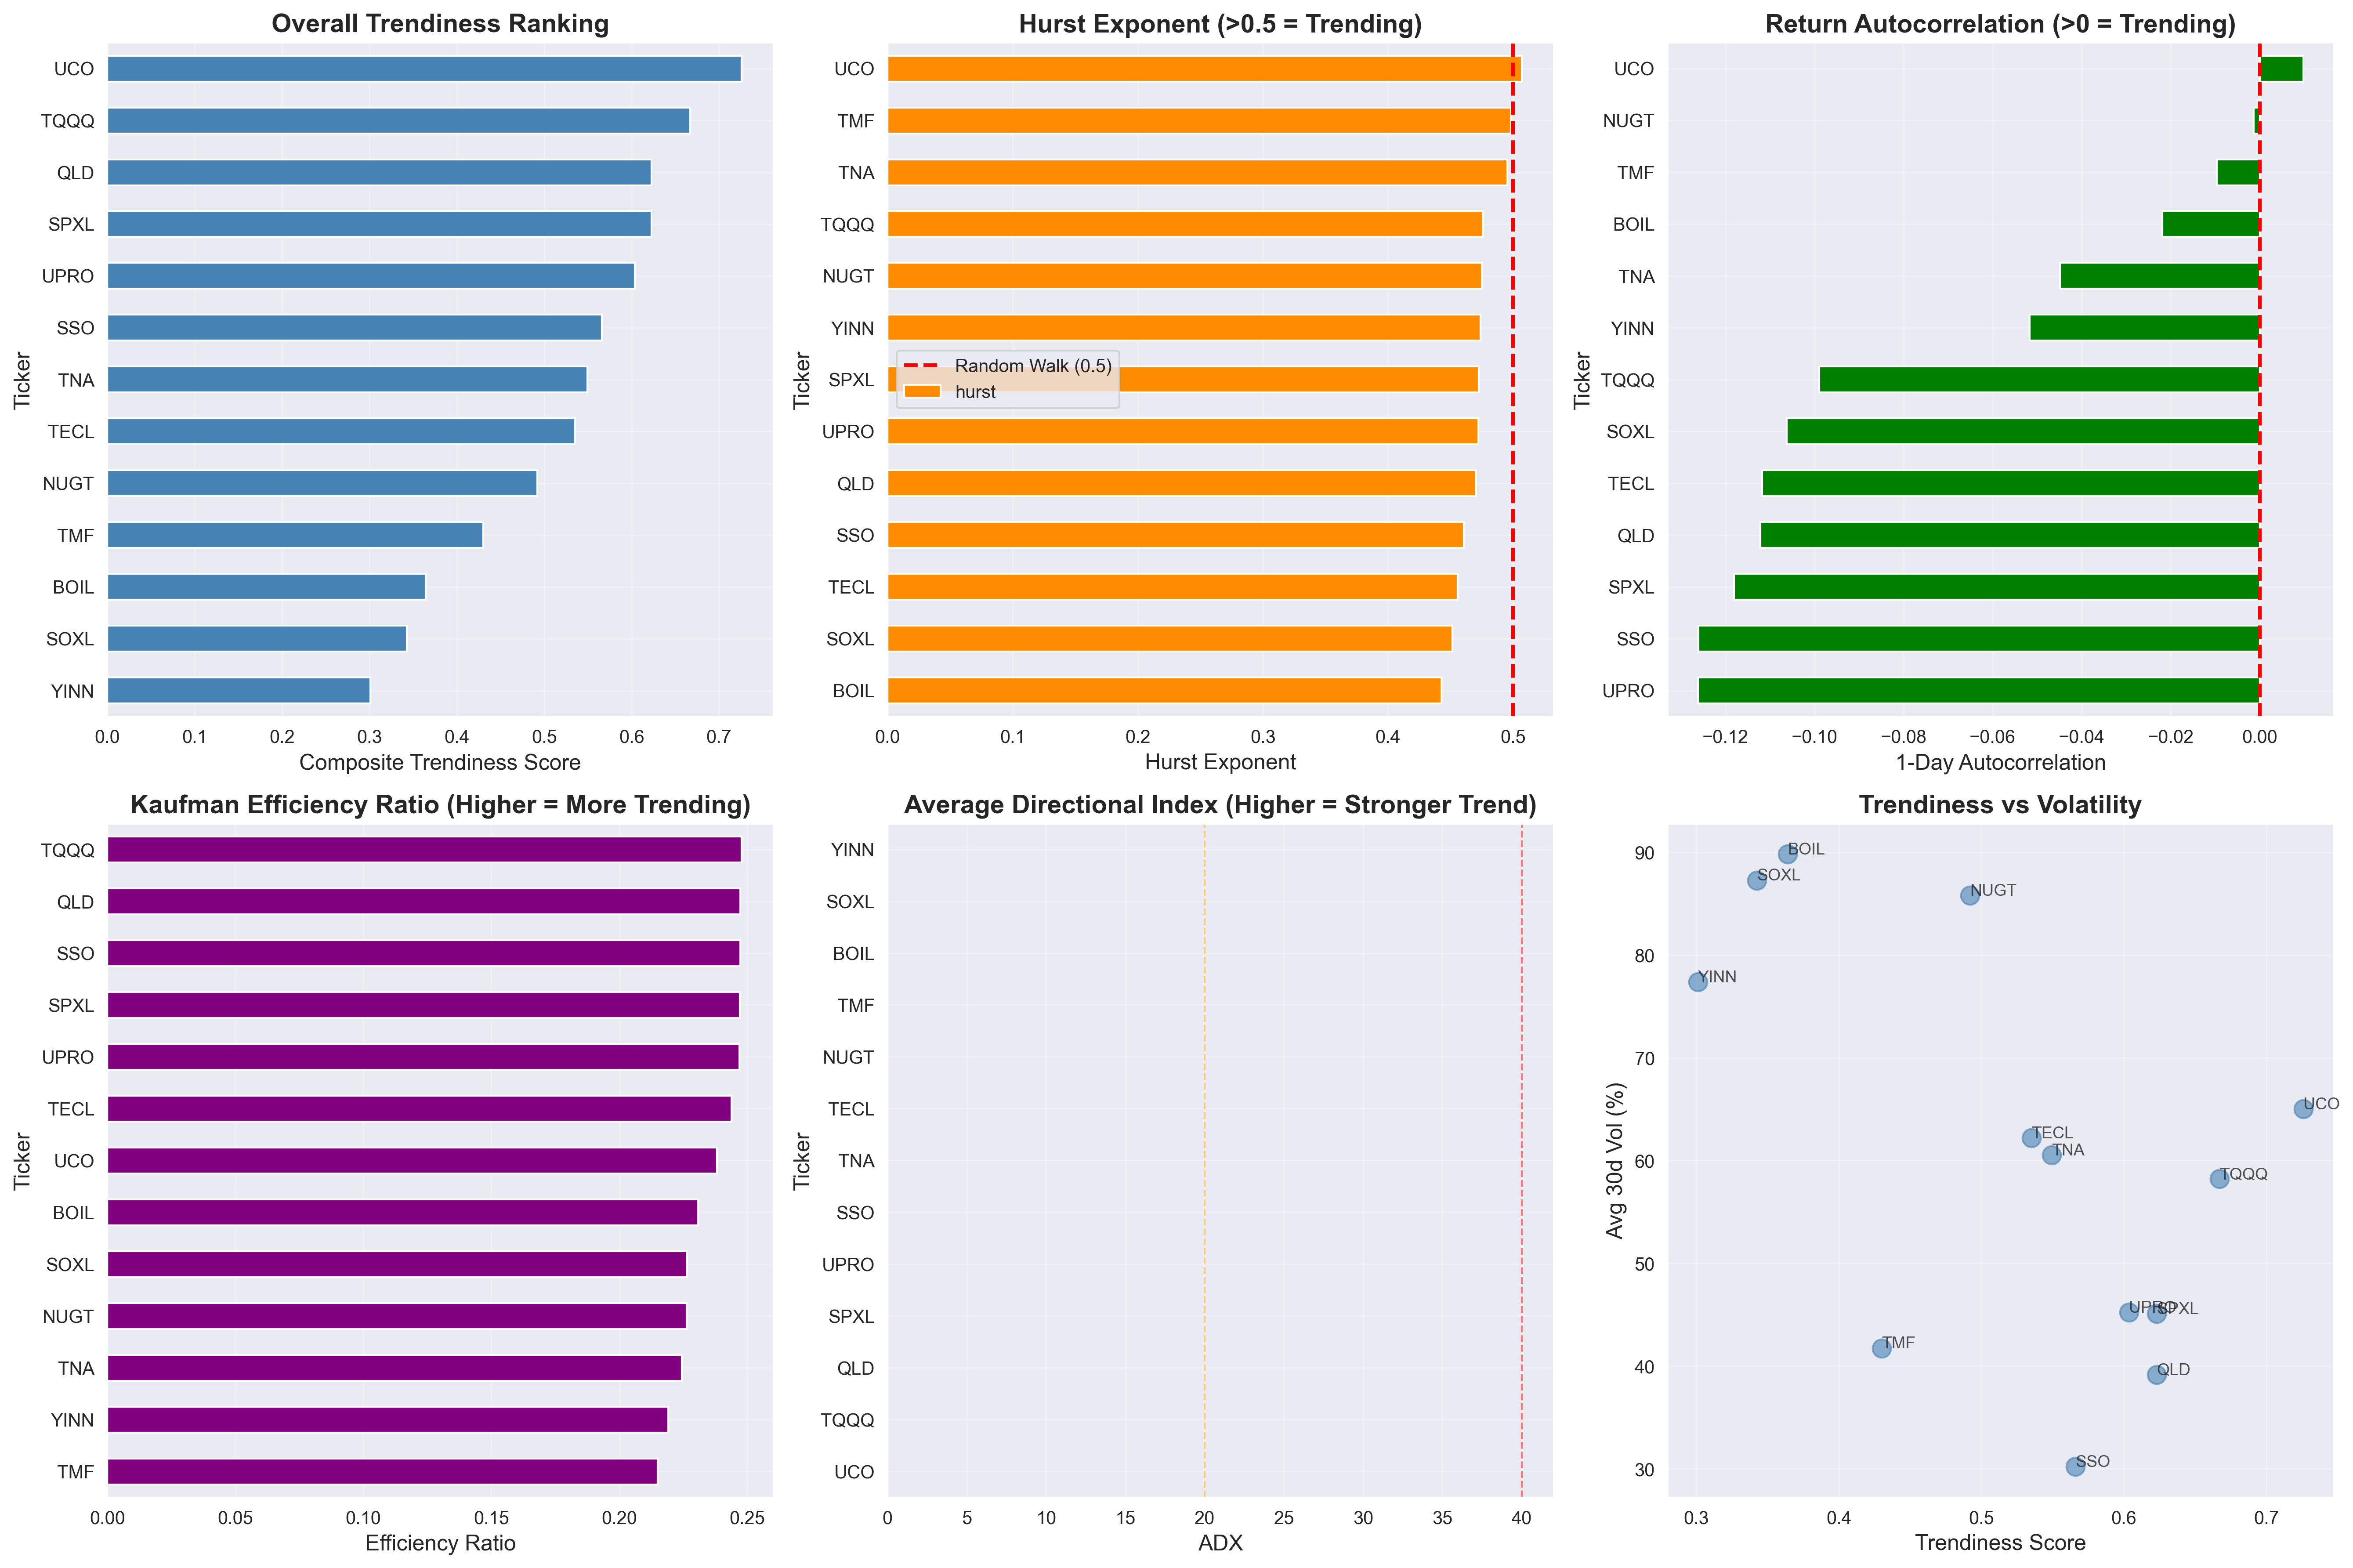 Overall Trendiness Ranking
Ticker
UCO
TQQQ
QLD
SPXL
UPRO
SSO
TNA
TECL
NUGT
TMF
BOIL
SOXL
YINN
0.0 0.1 0.2 0.3 0.4 0.5 0.6 0.7
Composite Trendiness Score
Hurst Exponent (>0.5 = Trending)
Ticker
UCO
TMF
TNA
TQQQ
NUGT
YINN
SPXL
UPRO
QLD
SSO
TECL
SOXL
BOIL
Random Walk (0.5)
hurst
0.0 0.1 0.2 0.3 0.4 0.5
Hurst Exponent
Return Autocorrelation (>0 = Trending)
Ticker
UCO
NUGT
TMF
BOIL
TNA
YINN
TQQQ
SOXL
TECL
QLD
SPXL
SSO
UPRO
−0.12 −0.10 −0.08 −0.06 −0.04 −0.02 0.00
1-Day Autocorrelation
Kaufman Efficiency Ratio (Higher = More Trending)
Ticker
TQQQ
QLD
SSO
SPXL
UPRO
TECL
UCO
BOIL
SOXL
NUGT
TNA
YINN
TMF
0.00 0.05 0.10 0.15 0.20 0.25
Efficiency Ratio
Average Directional Index (Higher = Stronger Trend)
Ticker
YINN
SOXL
BOIL
TMF
NUGT
TECL
TNA
SSO
UPRO
SPXL
QLD
TQQQ
UCO
0 5 10 15 20 25 30 35 40
ADX
Trendiness vs Volatility
Avg 30d Vol (%)
90
80
70
60
50
40
30
BOIL
SOXL
NUGT
YINN
UCO
TECL
TNA
TQQQ
UPRO
SPXL
TMF
QLD
SSO
0.3 0.4 0.5 0.6 0.7
Trendiness Score